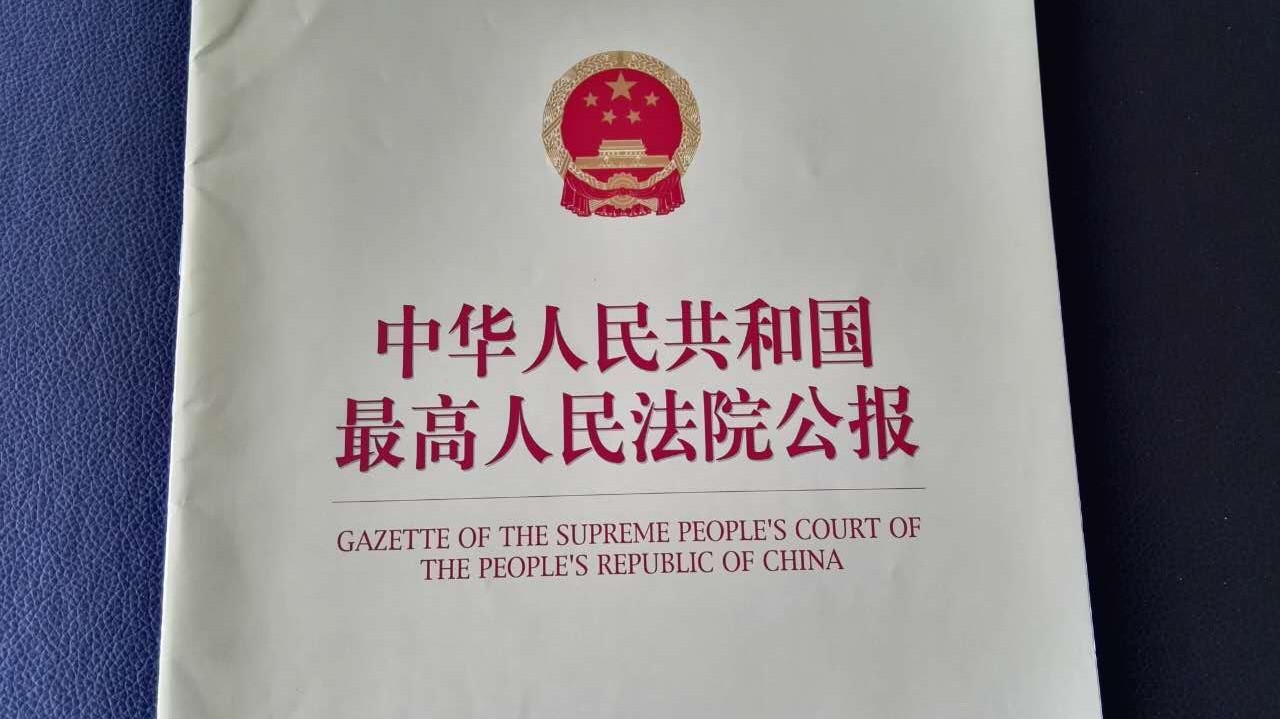 中华人民共和国
最高人民法院公报
GAZETTE OF THE SUPREME PEOPLE'S COURT OF
THE PEOPLE'S REPUBLIC OF CHINA